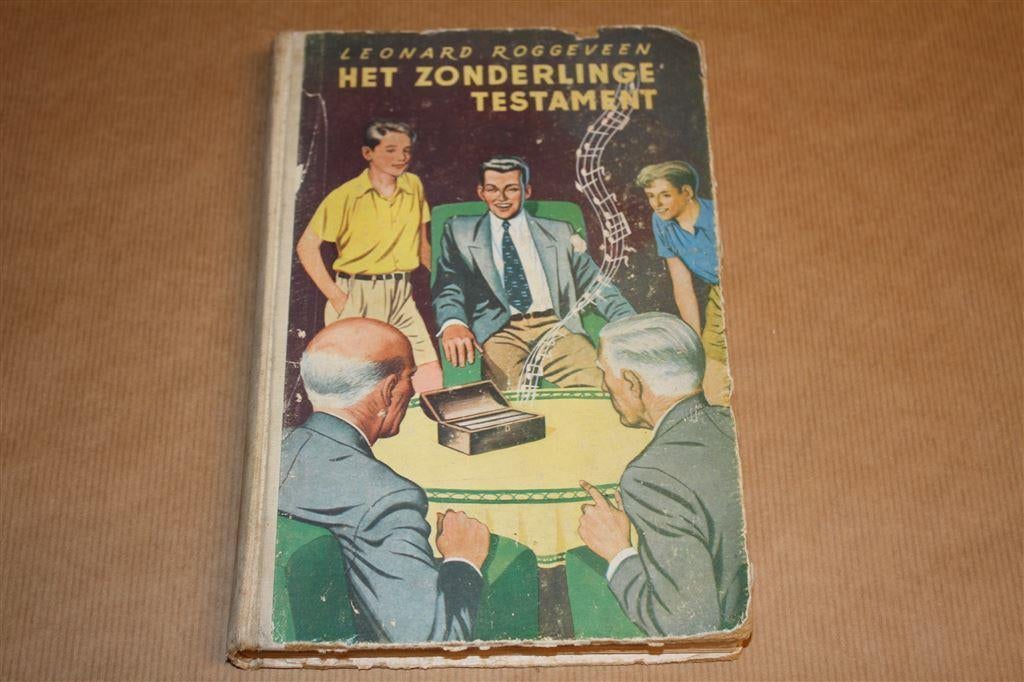 LEONARD ROGGEVEEN
HET ZONDERLINGE
TESTAMENT